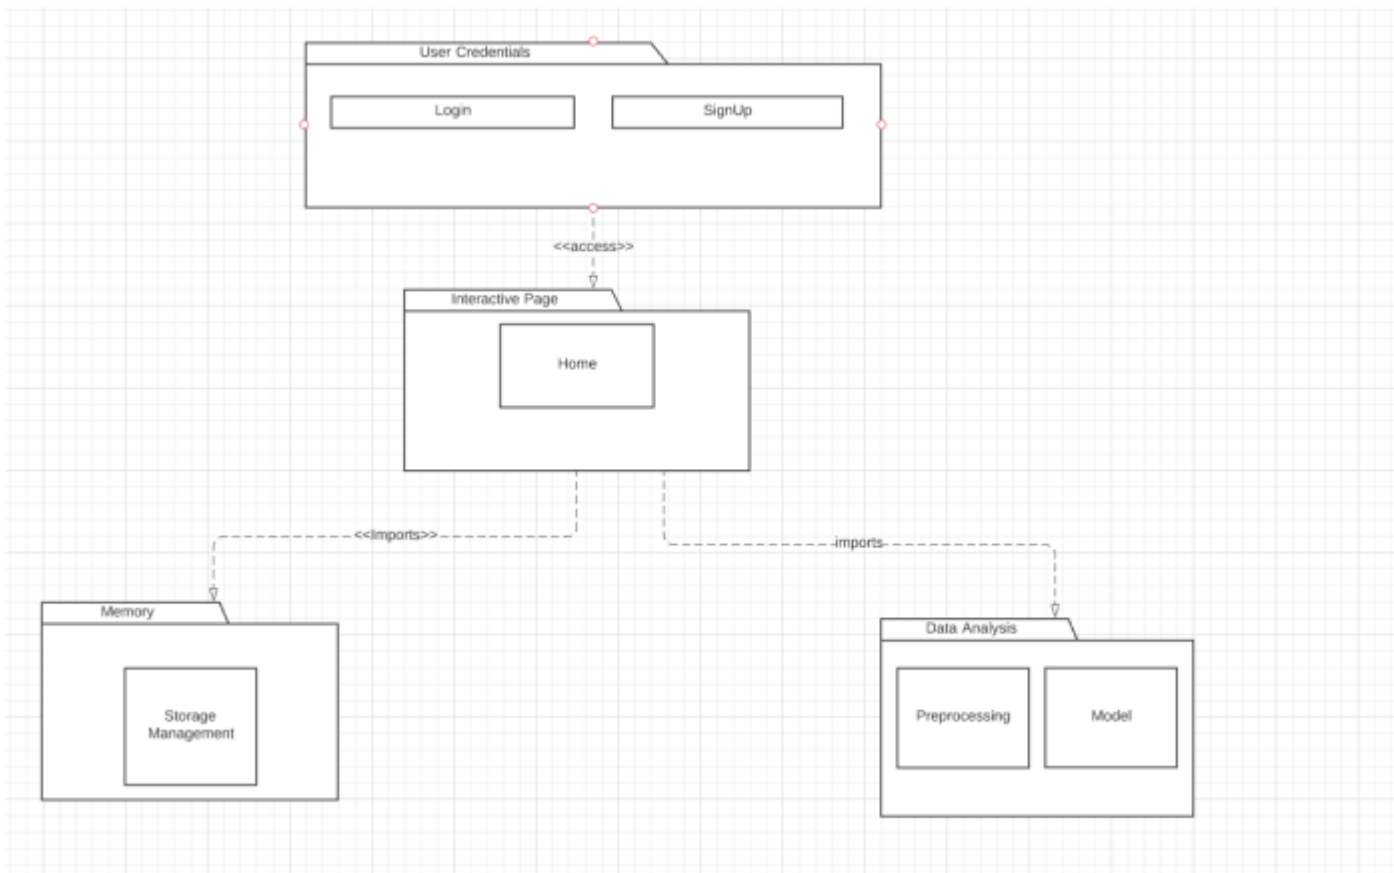 User Credentials
Login
SignUp
<<access>>
Interactive Page
Home
<<Imports>>
imports
Memory
Storage
Management
Data Analysis
Preprocessing
Model